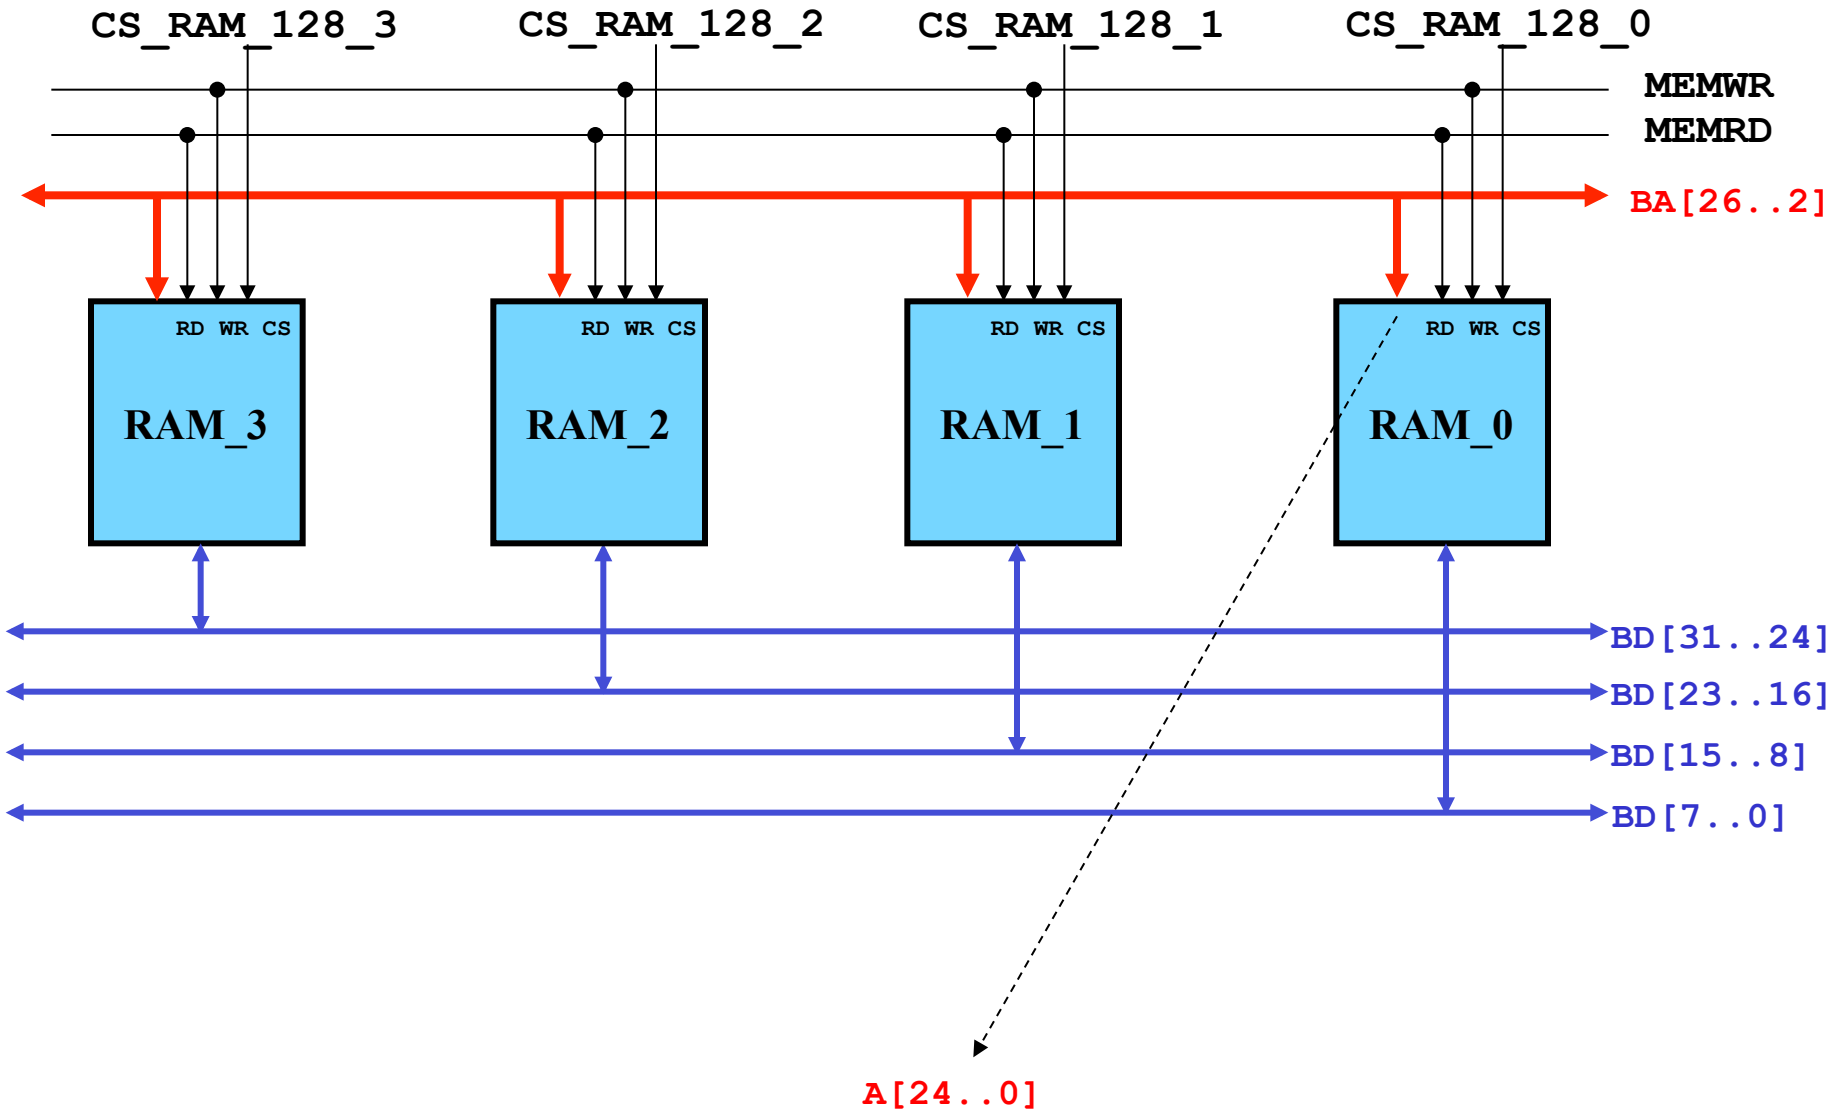 CS_RAM_128_3 CS_RAM_128_2 CS_RAM_128_1 CS_RAM_128_0
MEMWR
MEMRD
BA[26..2]
RD WR CS RD WR CS RD WR CS RD WR CS
RAM_3 RAM_2 RAM_1 RAM_0
BD[31..24]
BD[23..16]
BD[15..8]
BD[7..0]
A[24..0]